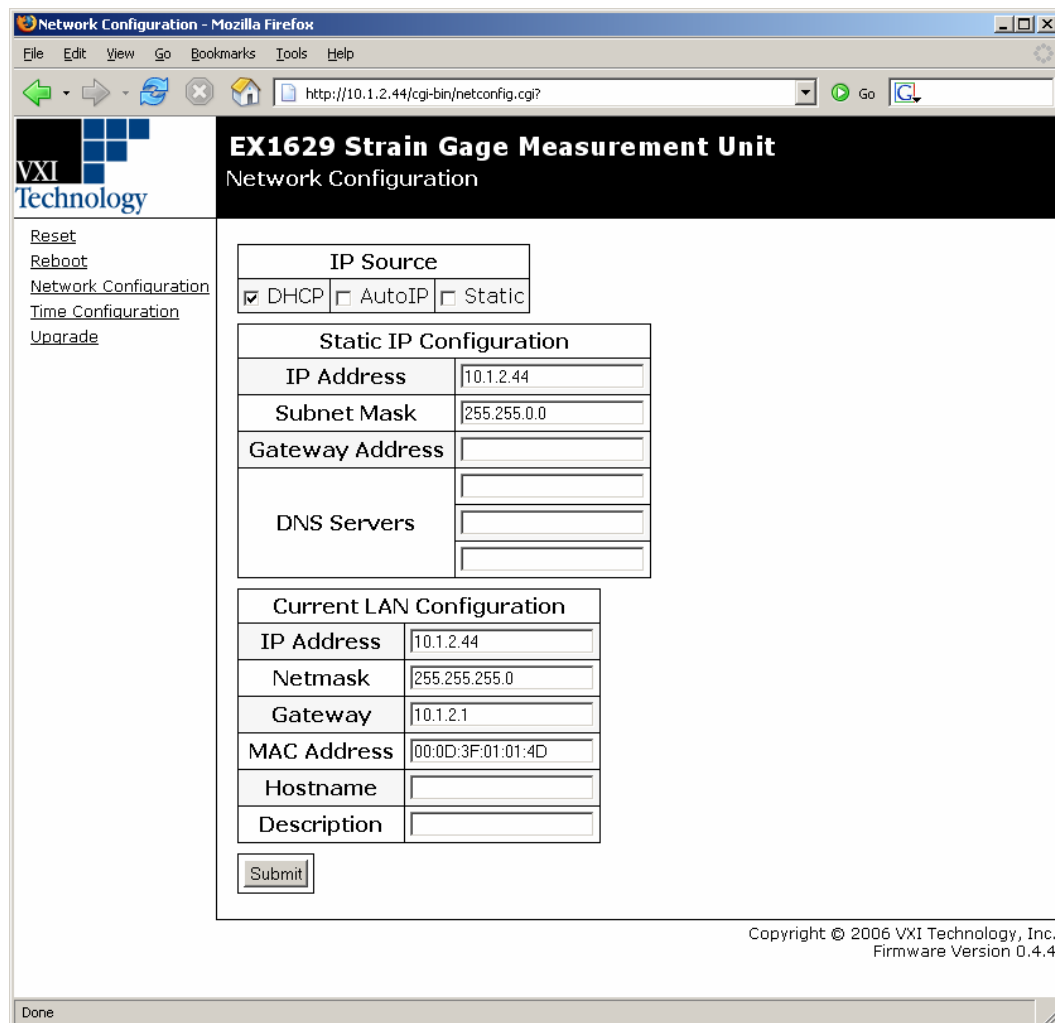 Network Configuration - Mozilla Firefox
File Edit View Go Bookmarks Tools Help
http://10.1.2.44/cgi-bin/netconfig.cgi? Go G
VXI
Technology
EX1629 Strain Gage Measurement Unit
Network Configuration
Reset
Reboot
Network Configuration
Time Configuration
Upgrade
IP Source
DHCP AutoIP Static
Static IP Configuration
IP Address 10.1.2.44
Subnet Mask 255.255.0.0
Gateway Address
DNS Servers
Current LAN Configuration
IP Address 10.1.2.44
Netmask 255.255.255.0
Gateway 10.1.2.1
MAC Address 00:0D:3F:01:01:4D
Hostname
Description
Submit
Copyright © 2006 VXI Technology, Inc.
Firmware Version 0.4.4
Done